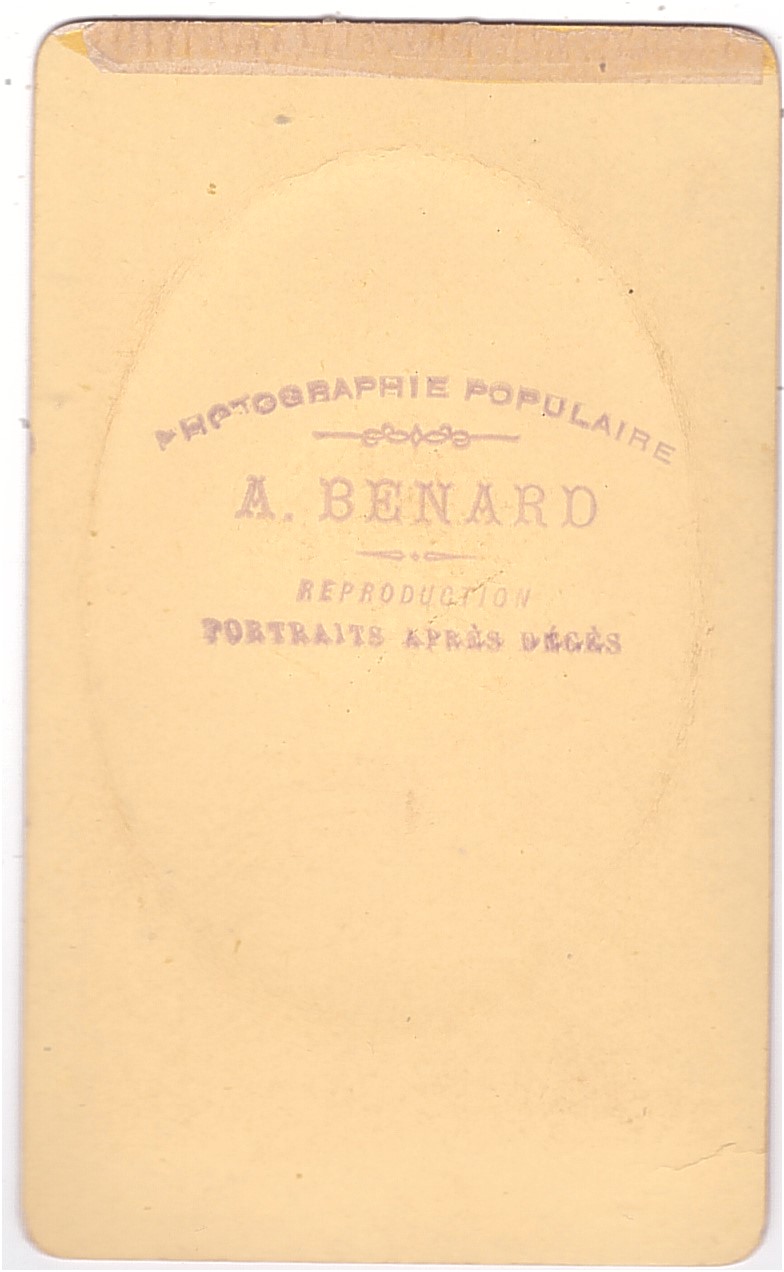 PHOTOGRAPHIE POPULAIRE
A. BENARD
REPRODUCTION
PORTRAITS APRÈS DÉCÈS